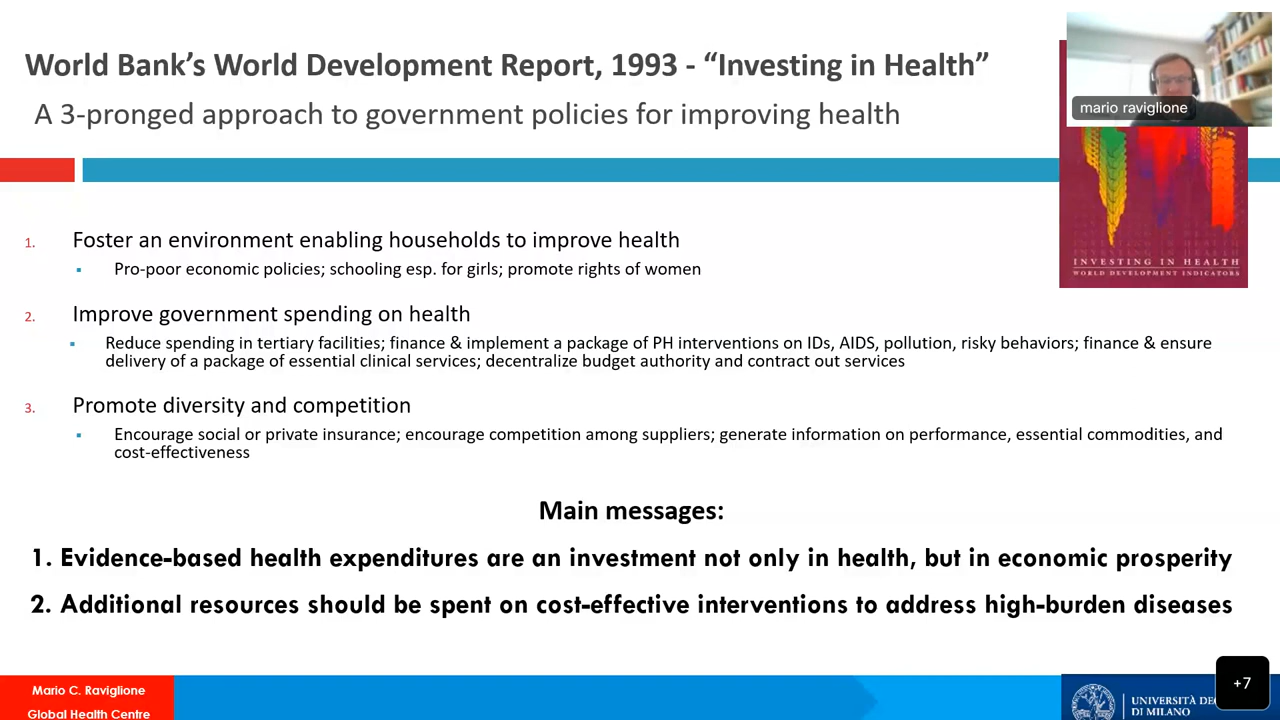 World Bank's World Development Report, 1993 - “Investing in Health”
A 3-pronged approach to government policies for improving health
mario raviglione
INVESTING IN HEALTH
WORLD DEVELOPMENT INDICATORS
1. Foster an environment enabling households to improve health
▪ Pro-poor economic policies; schooling esp. for girls; promote rights of women
2. Improve government spending on health
▪ Reduce spending in tertiary facilities; finance & implement a package of PH interventions on IDs, AIDS, pollution, risky behaviors; finance & ensure
delivery of a package of essential clinical services; decentralize budget authority and contract out services
3. Promote diversity and competition
▪ Encourage social or private insurance; encourage competition among suppliers; generate information on performance, essential commodities, and
cost-effectiveness
Main messages:
1. Evidence-based health expenditures are an investment not only in health, but in economic prosperity
2. Additional resources should be spent on cost-effective interventions to address high-burden diseases
Mario C. Raviglione
Global Health Centre
UNIVERSITÀ
DI MILANO
+7